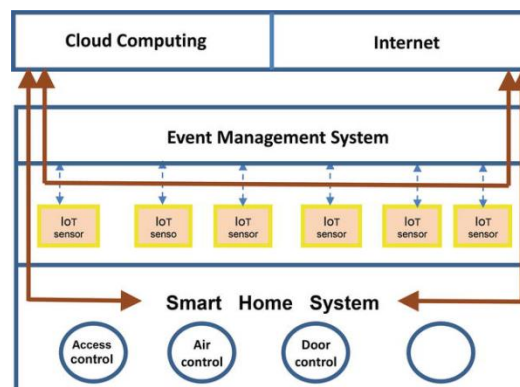 Cloud Computing
Internet
Event Management System
IoT
sensor
IoT
senso
IoT
sensor
IoT
sensor
IoT
sensor
IoT
sensor
Smart Home System
Access
control
Air
control
Door
control